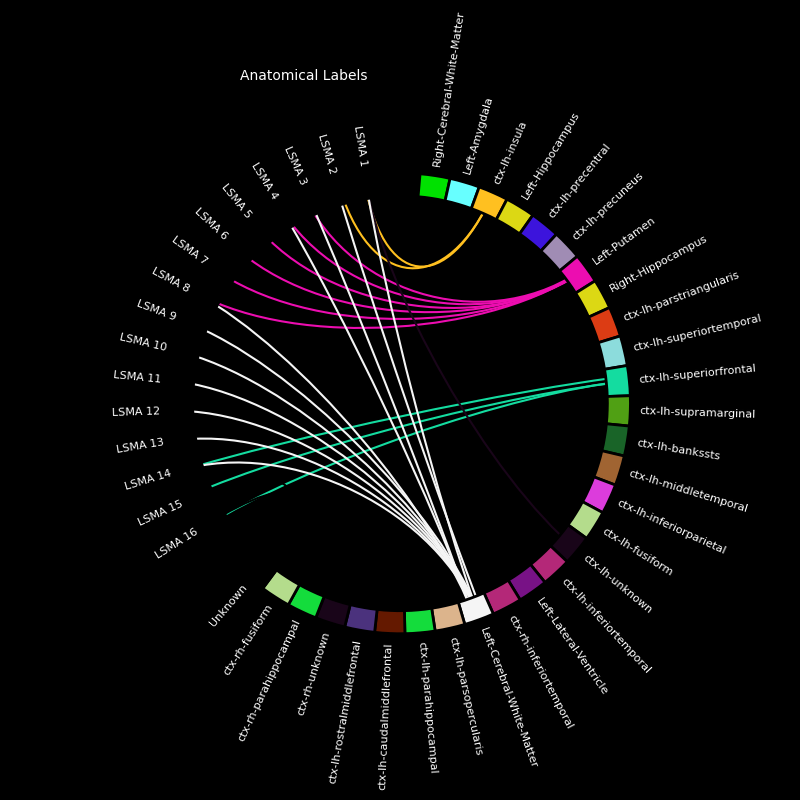 Anatomical Labels
Right-Cerebral-White-Matter
Left-Amygdala
ctx-lh-insula
Left-Hippocampus
ctx-lh-precentral
ctx-lh-precuneus
Left-Putamen
Right-Hippocampus
ctx-lh-parstriangularis
ctx-lh-superiortemporal
ctx-lh-superiorfrontal
ctx-lh-supramarginal
ctx-lh-bankssts
ctx-lh-middletemporal
ctx-lh-inferiorparietal
ctx-lh-fusiform
ctx-lh-unknown
ctx-lh-inferiortemporal
Left-Lateral-Ventricle
ctx-rh-inferiortemporal
Left-Cerebral-White-Matter
ctx-lh-parsopercularis
ctx-lh-parahippocampal
ctx-lh-caudalmiddlefrontal
ctx-lh-rostralmiddlefrontal
ctx-rh-unknown
ctx-rh-parahippocampal
ctx-rh-fusiform
Unknown
LSMA 16
LSMA 15
LSMA 14
LSMA 13
LSMA 12
LSMA 11
LSMA 10
LSMA 9
LSMA 8
LSMA 7
LSMA 6
LSMA 5
LSMA 4
LSMA 3
LSMA 2
LSMA 1